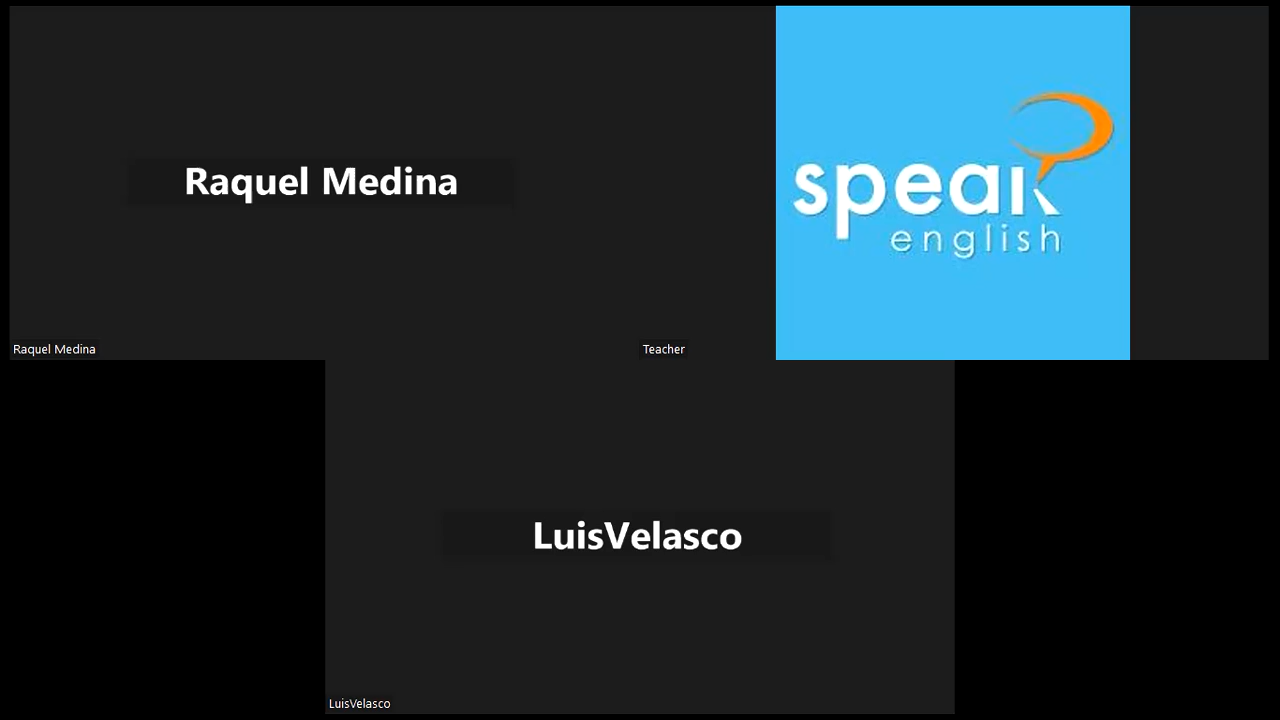 Raquel Medina
speak
english
Raquel Medina
Teacher
LuisVelasco
LuisVelasco